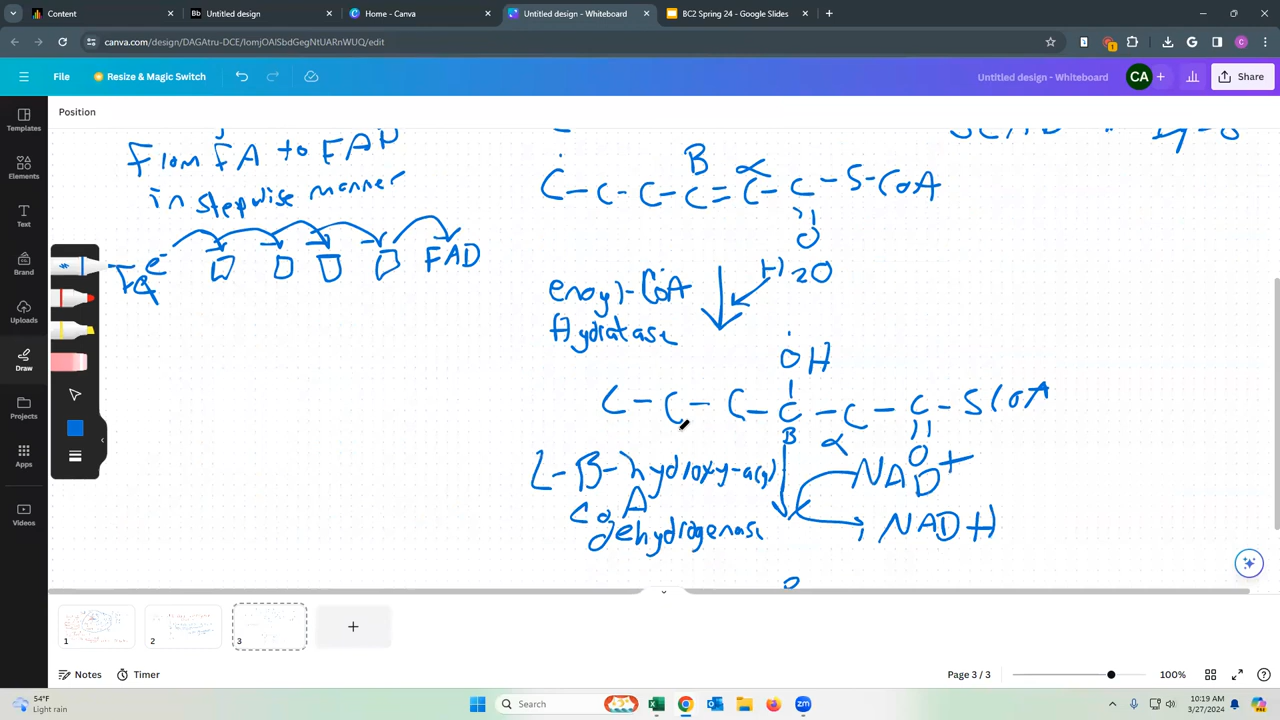 Content
Untitled design
Home - Canva
Untitled design - Whiteboard
BC2 Spring 24 - Google Slides
canva.com/design/DAGAtru-DCE/IomjOAlSbdGegNtUARnWUQ/edit
File
Resize & Magic Switch
Untitled design - Whiteboard
CA
Share
Position
Templates
Elements
Text
Brand
Uploads
Draw
Projects
Apps
Videos
From FA to FAD
in stepwise manner
e-
FAD
B α
C - C - C - C = C - C - S-CoA
O
H2O
enoyl-CoA
Hydratase
OH
C - C - C - C - C - C - SCoA
B α
O
L-B-hydroxy-acyl
CoA
dehydrogenase
NAD+
NADH
1
2
3
Notes
Timer
Page 3 / 3
100%
54°F
Light rain
Search
10:19 AM
3/27/2024